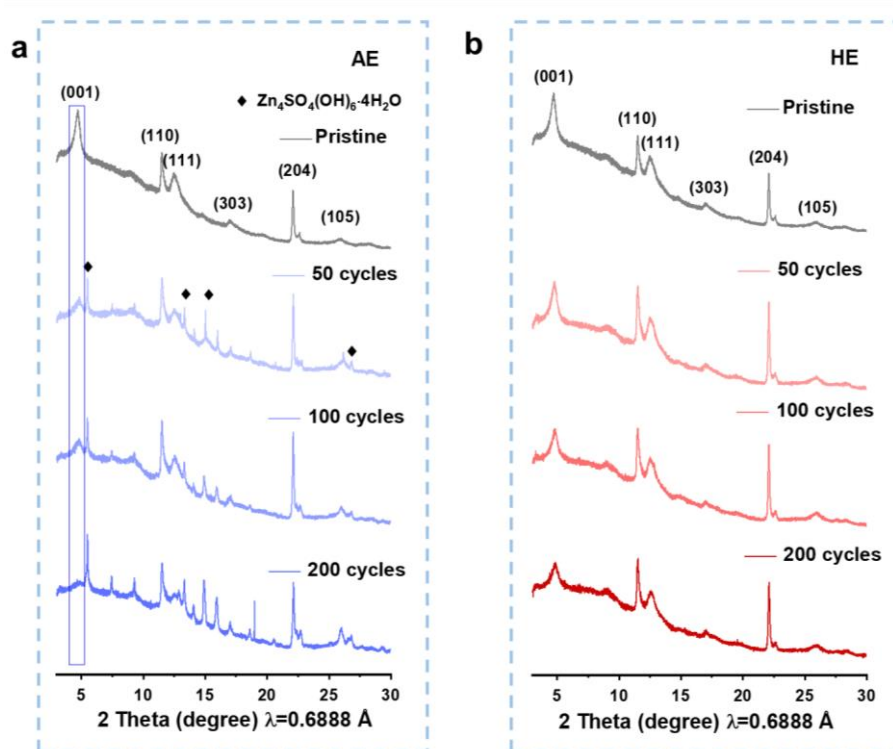 a
AE
(001)
◆ Zn₄SO₄(OH)₆·4H₂O
Pristine
(110)
(111)
(204)
(303)
(105)
50 cycles
100 cycles
200 cycles
5 10 15 20 25 30
2 Theta (degree) λ=0.6888 Å
b
HE
(001)
Pristine
(110)
(111)
(204)
(303)
(105)
50 cycles
100 cycles
200 cycles
5 10 15 20 25 30
2 Theta (degree) λ=0.6888 Å